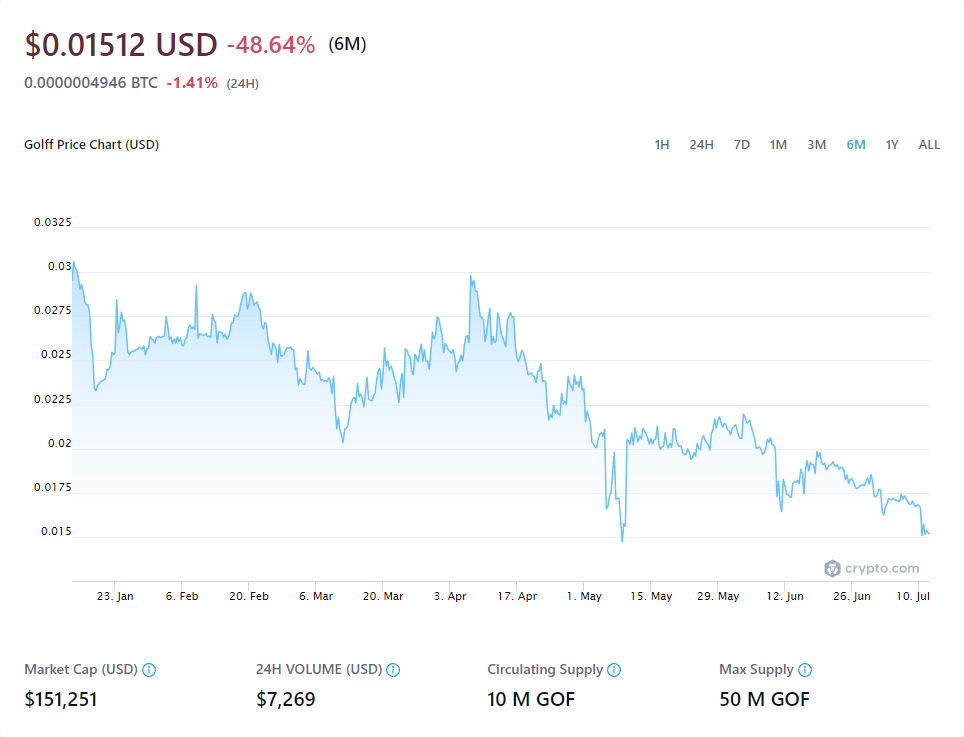 $0.01512 USD -48.64% (6M)
0.0000004946 BTC -1.41% (24H)
Golff Price Chart (USD)
1H 24H 7D 1M 3M 6M 1Y ALL
0.0325
0.03
0.0275
0.025
0.0225
0.02
0.0175
0.015
crypto.com
23. Jan 6. Feb 20. Feb 6. Mar 20. Mar 3. Apr 17. Apr 1. May 15. May 29. May 12. Jun 26. Jun 10. Jul
Market Cap (USD) 24H VOLUME (USD) Circulating Supply Max Supply
$151,251 $7,269 10 M GOF 50 M GOF